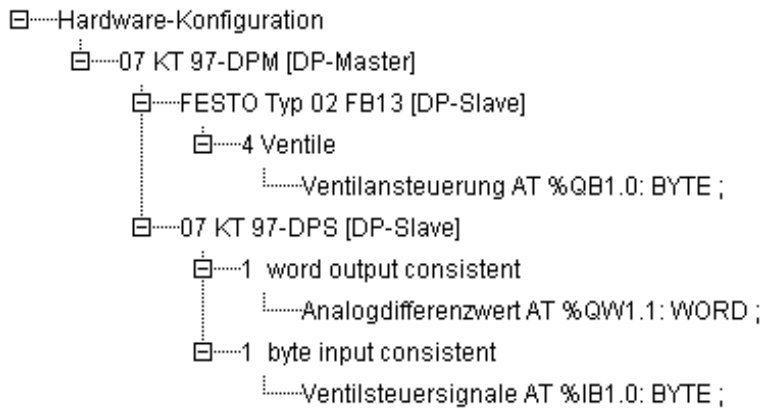 Hardware-Konfiguration
07 KT 97-DPM [DP-Master]
FESTO Typ 02 FB13 [DP-Slave]
4 Ventile
Ventilansteuerung AT %QB1.0: BYTE ;
07 KT 97-DPS [DP-Slave]
1 word output consistent
Analogdifferenzwert AT %QW1.1: WORD ;
1 byte input consistent
Ventilsteuersignale AT %IB1.0: BYTE ;